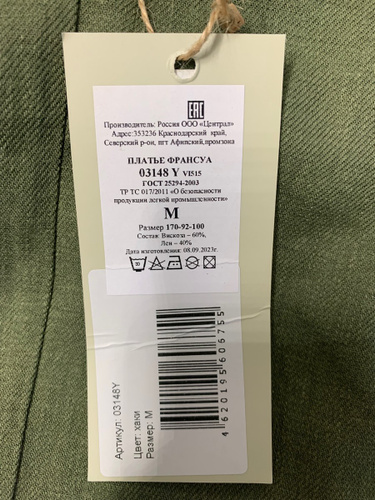 EAC
Производитель: Россия ООО «Централ»
Адрес:353236 Краснодарский край,
Северский р-он, пгт Афипский,промзона
ПЛАТЬЕ ФРАНСУА
03148 Y VI515
ГОСТ 25294-2003
ТР ТС 017/2011 «О безопасности
продукции легкой промышленности»
M
Размер 170-92-100
Состав: Вискоза – 60%,
Лен – 40%
Дата изготовления: 08.09.2023г.
Артикул: 03148Y
Цвет: хаки
Размер: M
4620195606755